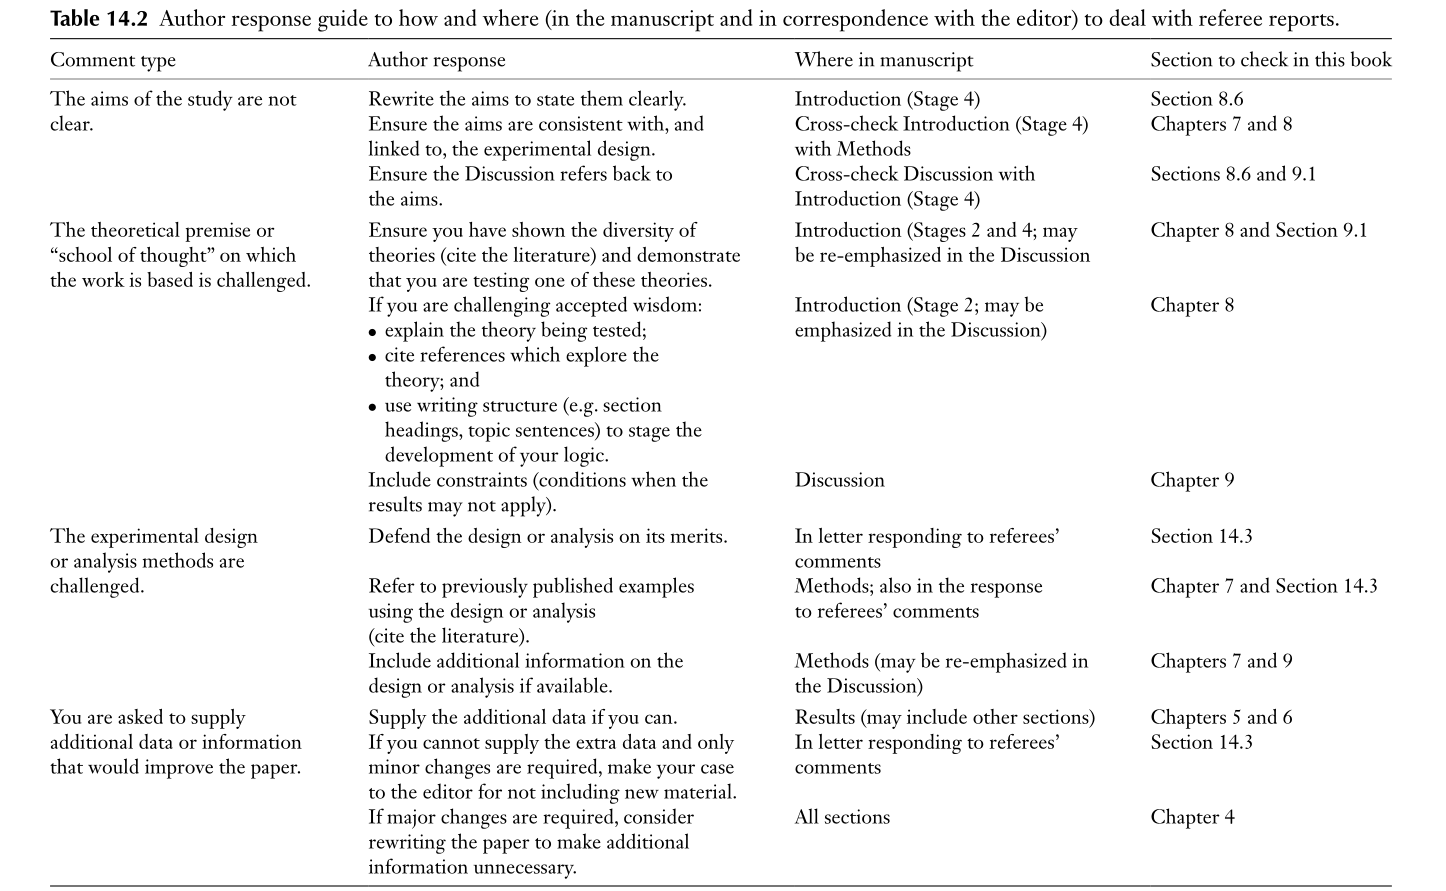 Table 14.2 Author response guide to how and where (in the manuscript and in correspondence with the editor) to deal with referee reports.
Comment type Author response Where in manuscript Section to check in this book
The aims of the study are not Rewrite the aims to state them clearly. Introduction (Stage 4) Section 8.6
clear. Ensure the aims are consistent with, and Cross-check Introduction (Stage 4) Chapters 7 and 8
linked to, the experimental design. with Methods
Ensure the Discussion refers back to Cross-check Discussion with Sections 8.6 and 9.1
the aims. Introduction (Stage 4)
The theoretical premise or Ensure you have shown the diversity of Introduction (Stages 2 and 4; may Chapter 8 and Section 9.1
“school of thought” on which theories (cite the literature) and demonstrate be re-emphasized in the Discussion
the work is based is challenged. that you are testing one of these theories.
If you are challenging accepted wisdom: Introduction (Stage 2; may be Chapter 8
• explain the theory being tested; emphasized in the Discussion)
• cite references which explore the
theory; and
• use writing structure (e.g. section
headings, topic sentences) to stage the
development of your logic.
Include constraints (conditions when the Discussion Chapter 9
results may not apply).
The experimental design Defend the design or analysis on its merits. In letter responding to referees’ Section 14.3
or analysis methods are comments
challenged. Refer to previously published examples Methods; also in the response Chapter 7 and Section 14.3
using the design or analysis to referees’ comments
(cite the literature).
Include additional information on the Methods (may be re-emphasized in Chapters 7 and 9
design or analysis if available. the Discussion)
You are asked to supply Supply the additional data if you can. Results (may include other sections) Chapters 5 and 6
additional data or information If you cannot supply the extra data and only In letter responding to referees’ Section 14.3
that would improve the paper. minor changes are required, make your case comments
to the editor for not including new material.
If major changes are required, consider All sections Chapter 4
rewriting the paper to make additional
information unnecessary.